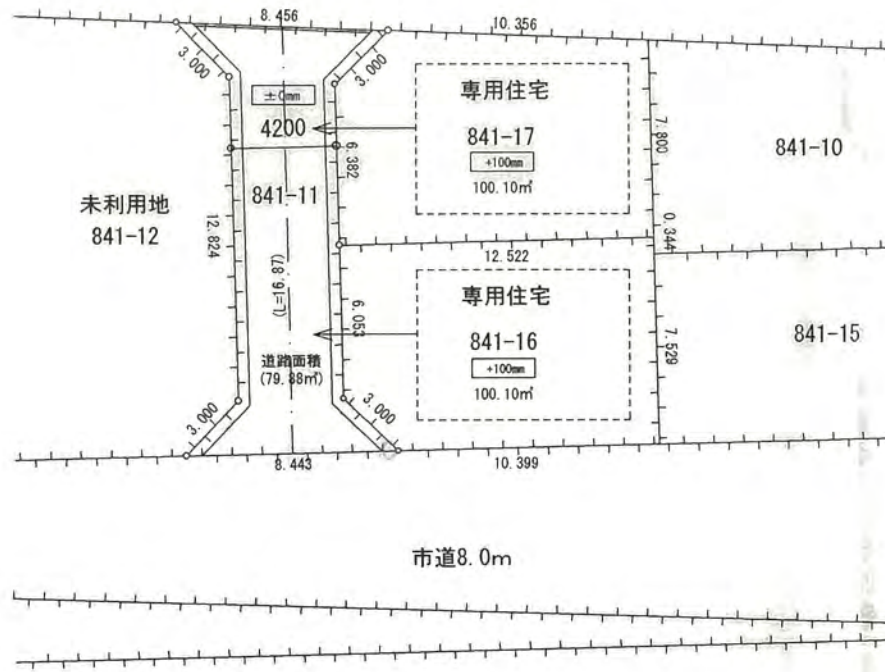 8.456
10.356
3.000
3.000
±0mm
4200
6.382
専用住宅
841-17
+100mm
100.10㎡
7.800
841-10
未利用地
841-12
12.824
841-11
0.344
12.522
(L=19.87)
6.053
専用住宅
841-16
+100mm
100.10㎡
7.529
841-15
道路面積
(79.88㎡)
3.000
3.000
8.443
10.399
市道8.0m